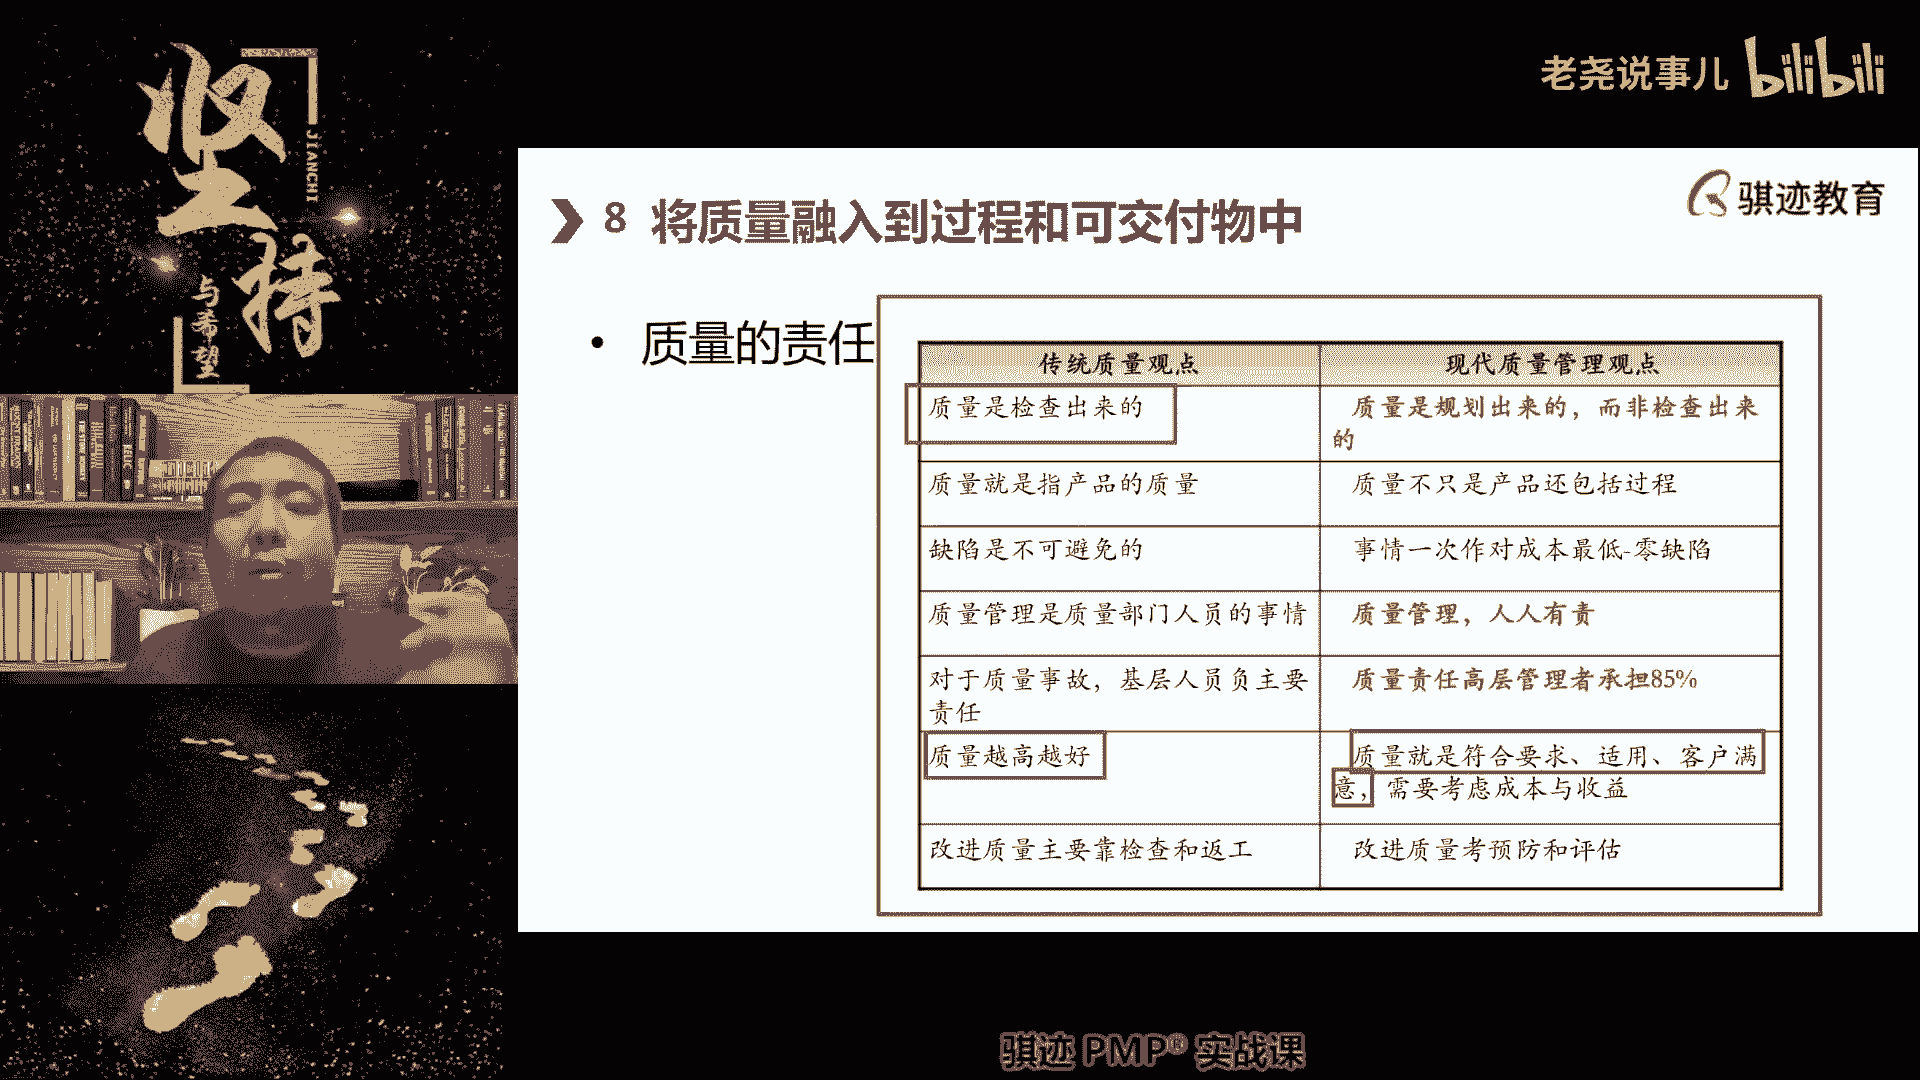 坚持
JIANCHI
与希望
老尧说事儿 bilibili
骐迹教育
8 将质量融入到过程和可交付物中
• 质量的责任
传统质量观点
现代质量管理观点
质量是检查出来的
质量是规划出来的，而非检查出来
的
质量就是指产品的质量
质量不只是产品还包括过程
缺陷是不可避免的
事情一次作对成本最低-零缺陷
质量管理是质量部门人员的事情
质量管理，人人有责
对于质量事故，基层人员负主要
责任
质量责任高层管理者承担85%
质量越高越好
质量就是符合要求、适用、客户满
意，需要考虑成本与收益
改进质量主要靠检查和返工
改进质量考预防和评估
骐迹 PMP® 实战课